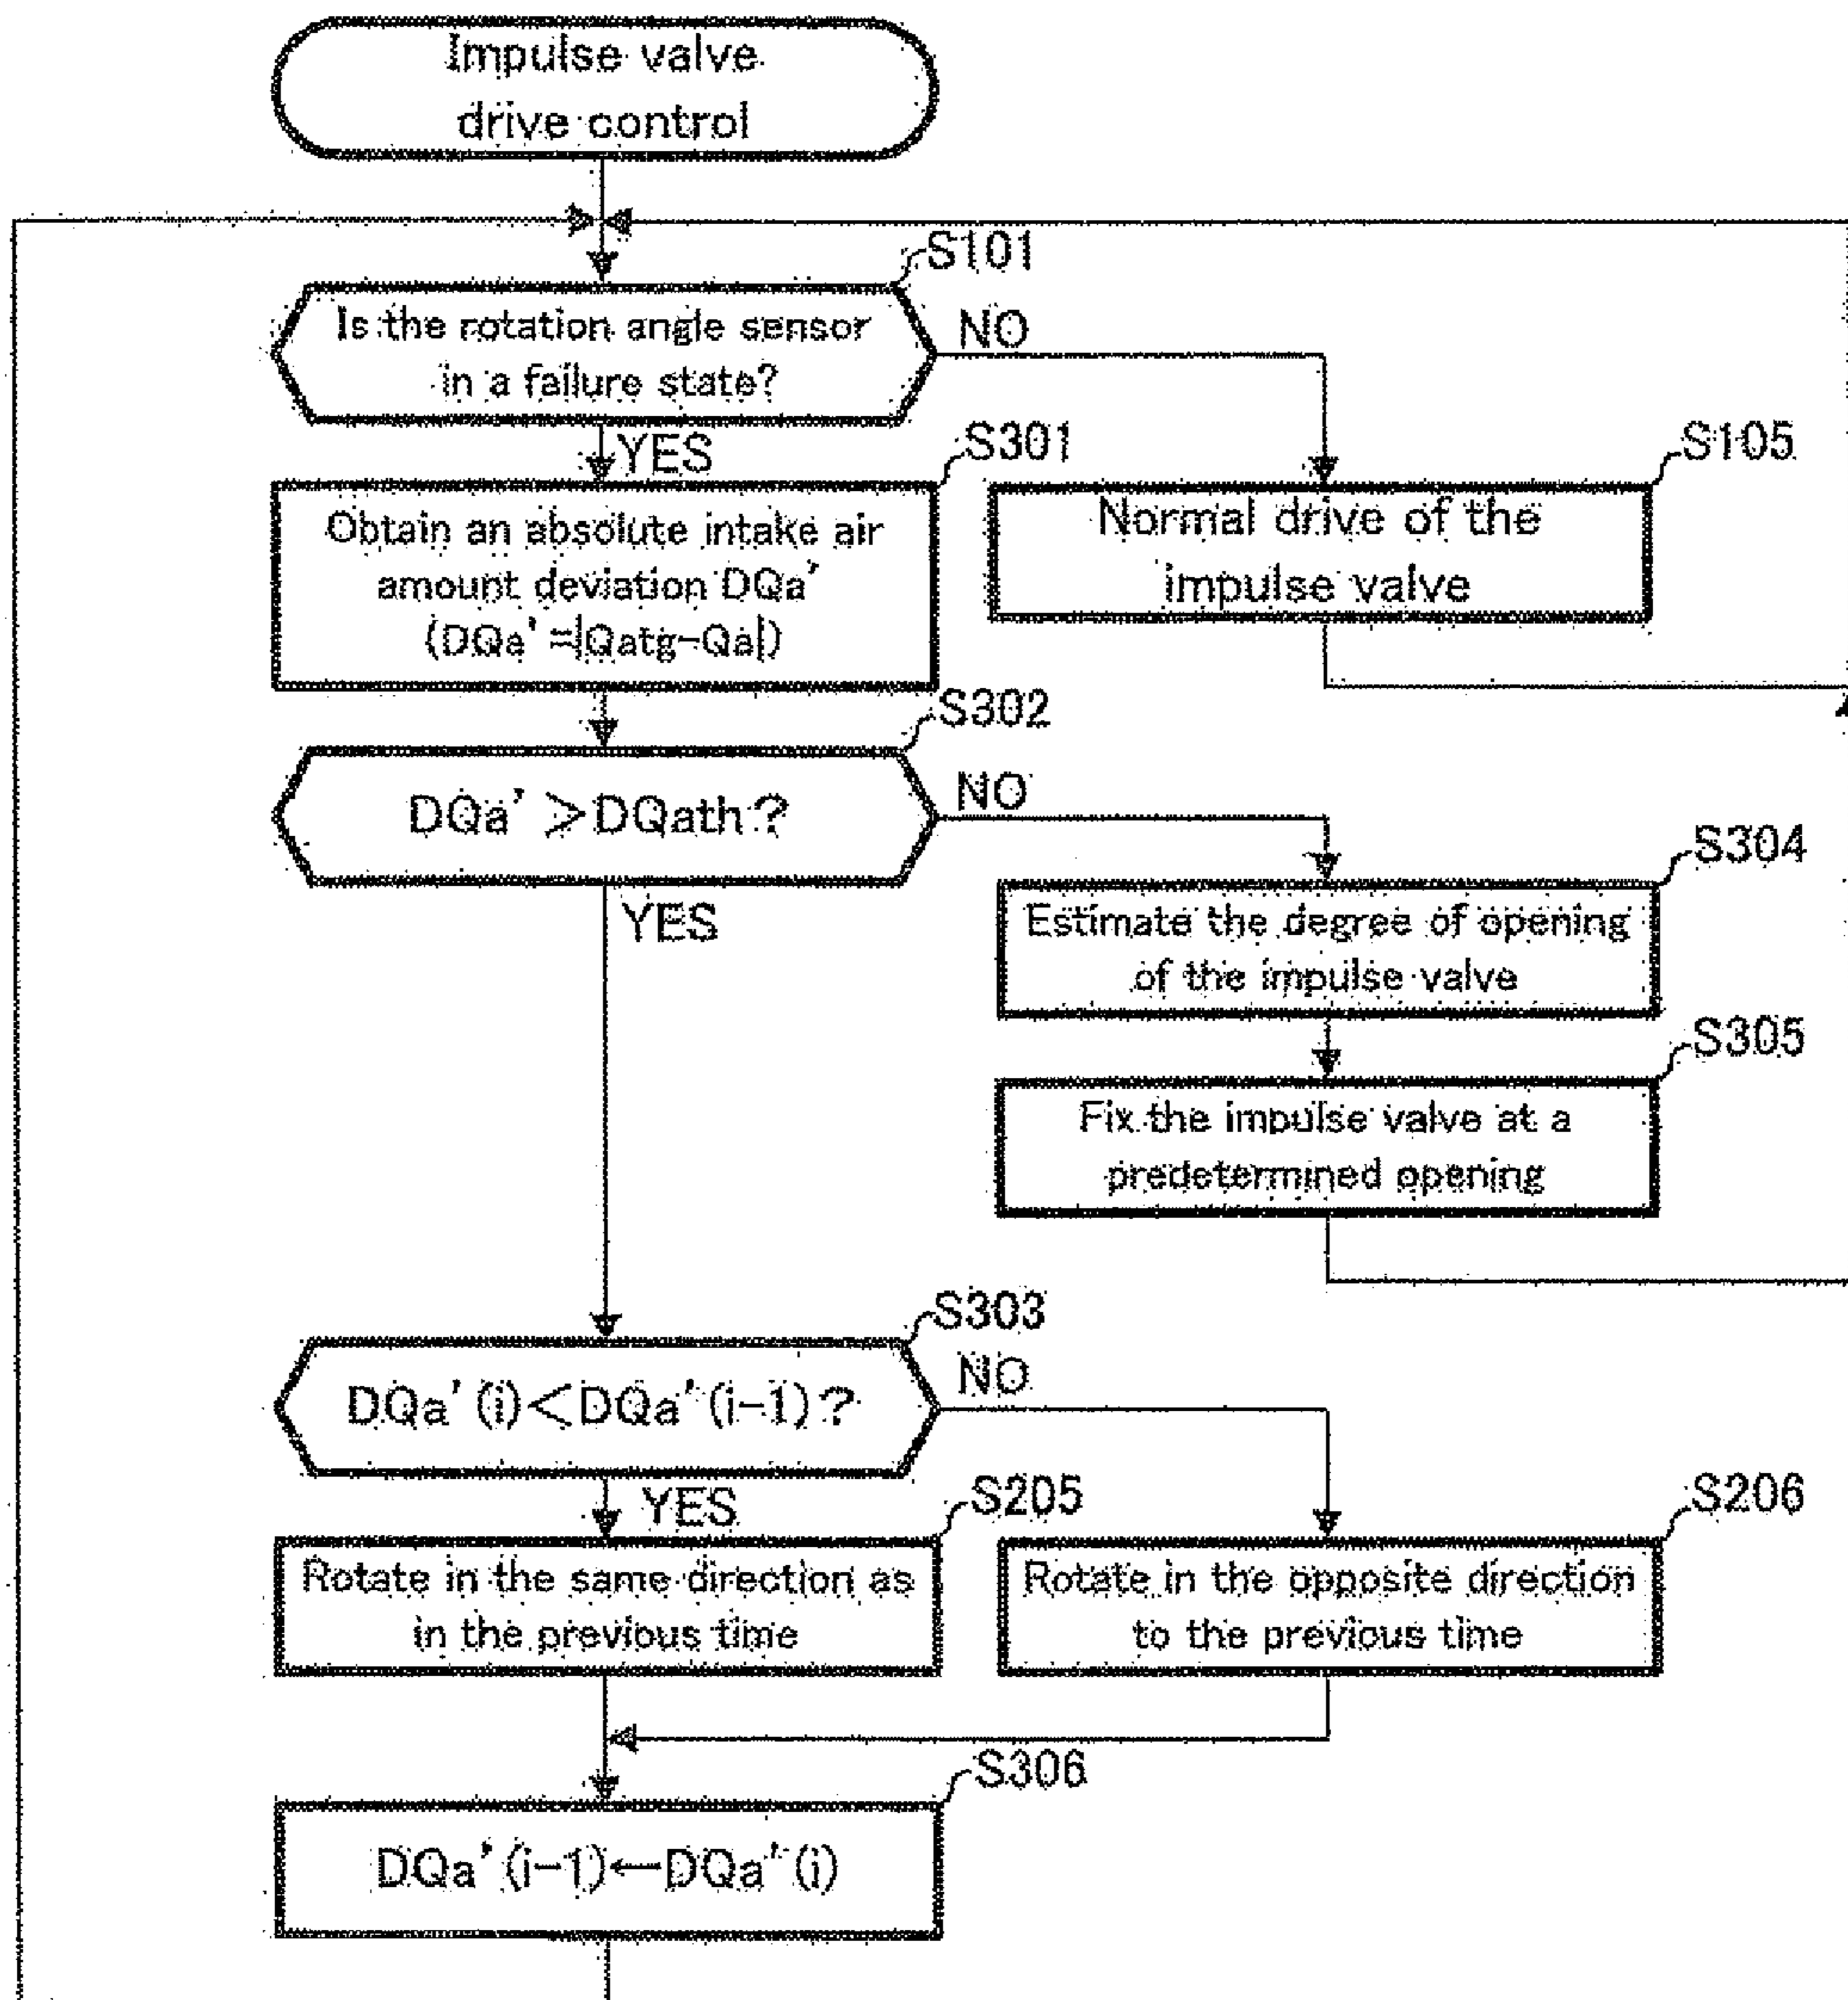 Impulse valve
drive control
S101
Is the rotation angle sensor
in a failure state?
NO
YES
S301
Obtain an absolute intake air
amount deviation DQa'
(DQa'=|Qatg-Qa|)
S105
Normal drive of the
impulse valve
S302
DQa' >DQath?
NO
YES
S304
Estimate the degree of opening
of the impulse valve
S305
Fix the impulse valve at a
predetermined opening
S303
DQa'(i)<DQa'(i-1)?
NO
YES
S205
Rotate in the same direction as
in the previous time
S206
Rotate in the opposite direction
to the previous time
S306
DQa'(i-1)←DQa'(i)